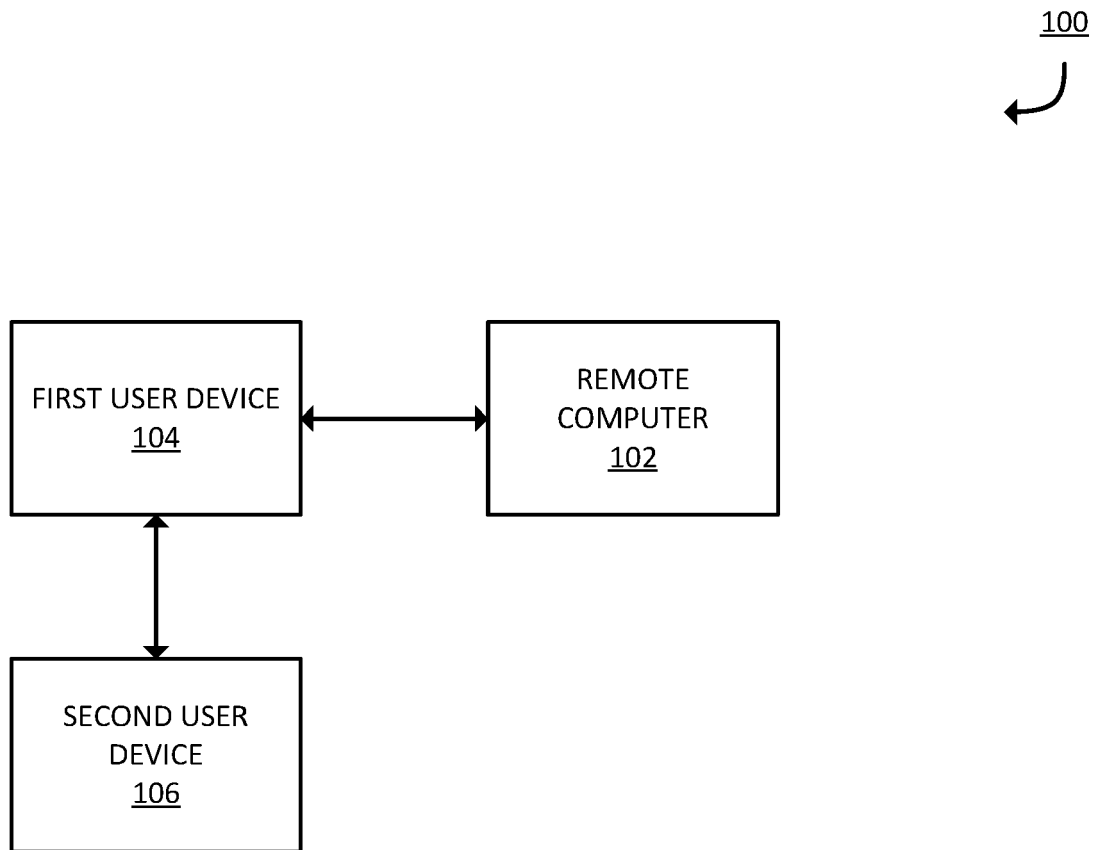 100
FIRST USER DEVICE
104
REMOTE
COMPUTER
102
SECOND USER
DEVICE
106